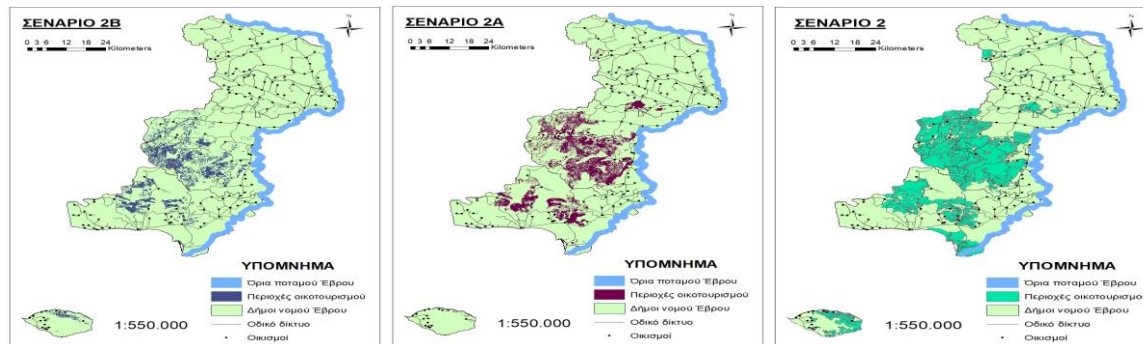 ΣΕΝΑΡΙΟ 2Β
0 3 6 12 18 24
Kilometers
N
ΥΠΟΜΝΗΜΑ
Όρια ποταμού Έβρου
Περιοχές οικοτουρισμού
Δήμοι νομού Έβρου
Οδικό δίκτυο
Οικισμοί
1:550.000
ΣΕΝΑΡΙΟ 2Α
0 3 6 12 18 24
Kilometers
N
ΥΠΟΜΝΗΜΑ
Όρια ποταμού Έβρου
Περιοχές οικοτουρισμού
Δήμοι νομού Έβρου
Οδικό δίκτυο
Οικισμοί
1:550.000
ΣΕΝΑΡΙΟ 2
0 3 6 12 18 24
Kilometers
N
ΥΠΟΜΝΗΜΑ
Όρια ποταμού Έβρου
Περιοχές οικοτουρισμο
Δήμοι νομού Έβρου
Οδικό δίκτυο
Οικισμοί
1:550.000